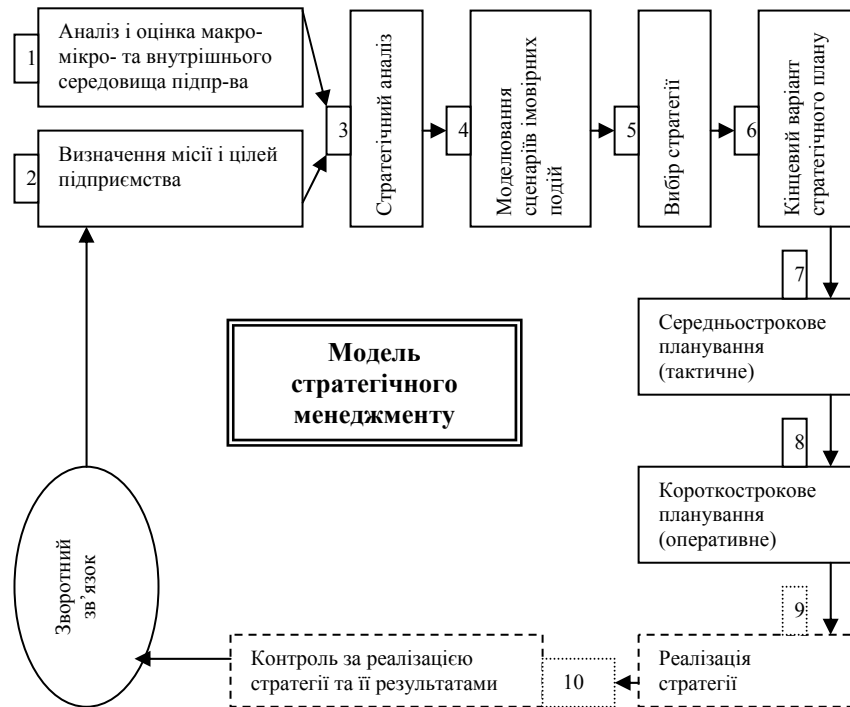 1
Аналіз і оцінка макро-
мікро- та внутрішнього
середовища підпр-ва
2
Визначення місії і цілей
підприємства
3
Стратегічний аналіз
4
Моделювання
сценаріїв імовірних
подій
5
Вибір стратегії
6
Кінцевий варіант
стратегічного плану
7
Середньострокове
планування
(тактичне)
Модель
стратегічного
менеджменту
8
Короткострокове
планування
(оперативне)
9
Реалізація
стратегії
10
Контроль за реалізацією
стратегії та її результатами
Зворотний
зв’язок